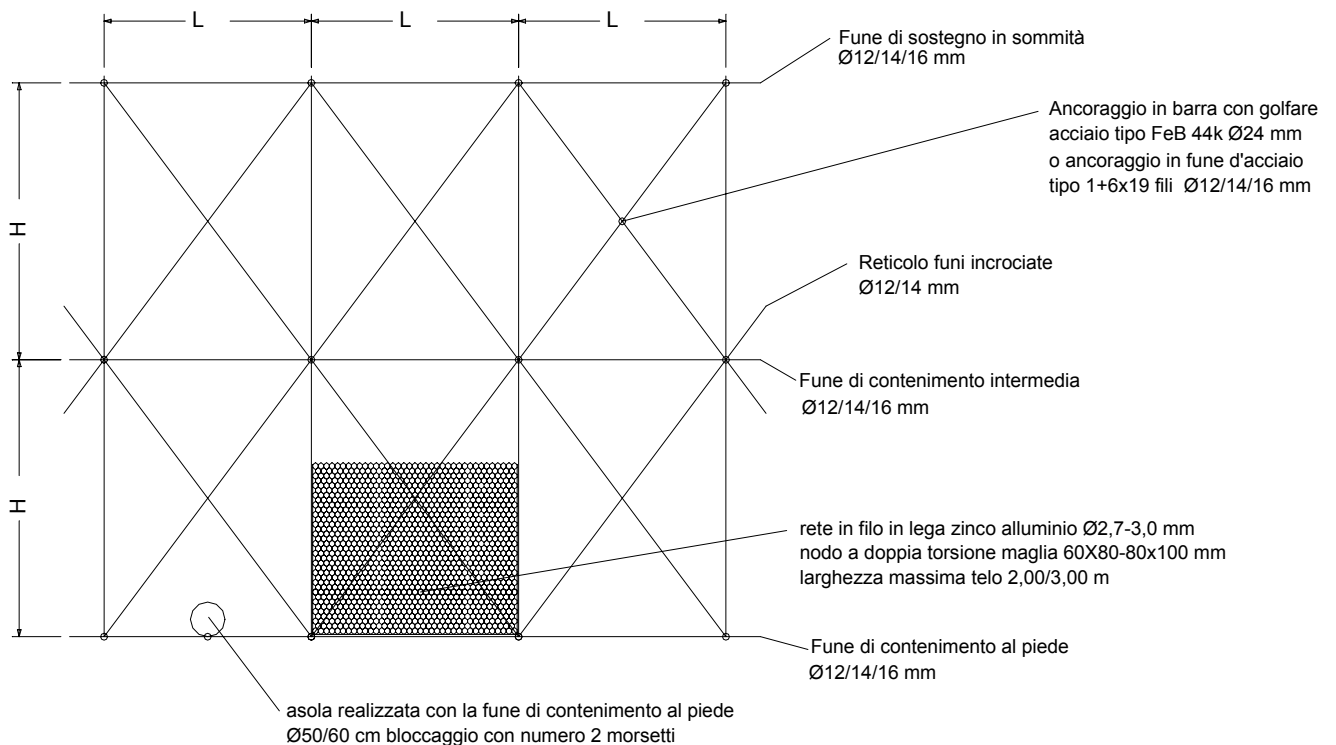 L L L
Fune di sostegno in sommità
Ø12/14/16 mm
Ancoraggio in barra con golfare
acciaio tipo FeB 44k Ø24 mm
o ancoraggio in fune d'acciaio
tipo 1+6x19 fili Ø12/14/16 mm
H
Reticolo funi incrociate
Ø12/14 mm
Fune di contenimento intermedia
Ø12/14/16 mm
H
rete in filo in lega zinco alluminio Ø2,7-3,0 mm
nodo a doppia torsione maglia 60X80-80x100 mm
larghezza massima telo 2,00/3,00 m
Fune di contenimento al piede
Ø12/14/16 mm
asola realizzata con la fune di contenimento al piede
Ø50/60 cm bloccaggio con numero 2 morsetti